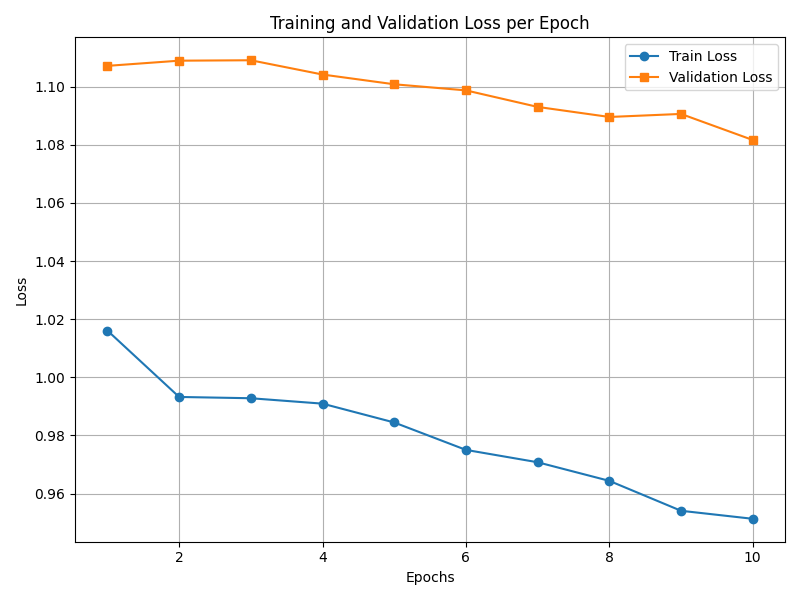 Training and Validation Loss per Epoch
Train Loss
Validation Loss
1.10
1.08
1.06
1.04
1.02
1.00
0.98
0.96
Loss
2 4 6 8 10
Epochs